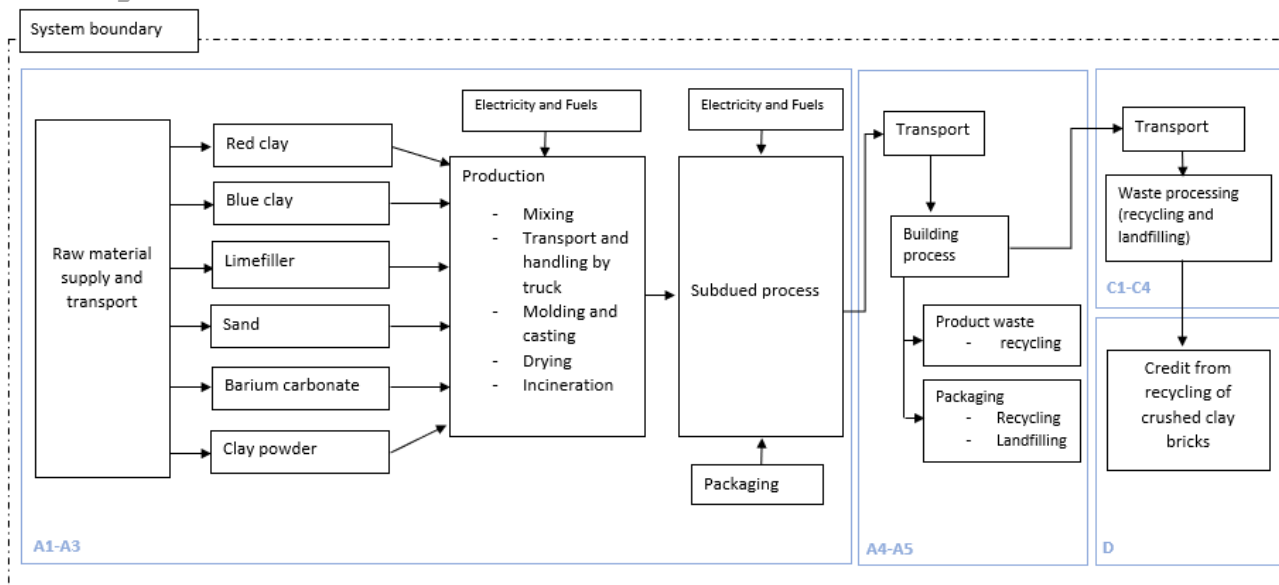 System boundary
Electricity and Fuels
Electricity and Fuels
Raw material
supply and
transport
Red clay
Blue clay
Limefiller
Sand
Barium carbonate
Clay powder
Production
- Mixing
- Transport and
handling by
truck
- Molding and
casting
- Drying
- Incineration
Subdued process
Packaging
A1-A3
Transport
Building
process
Product waste
- recycling
Packaging
- Recycling
- Landfilling
A4-A5
Transport
Waste processing
(recycling and
landfilling)
C1-C4
Credit from
recycling of
crushed clay
bricks
D